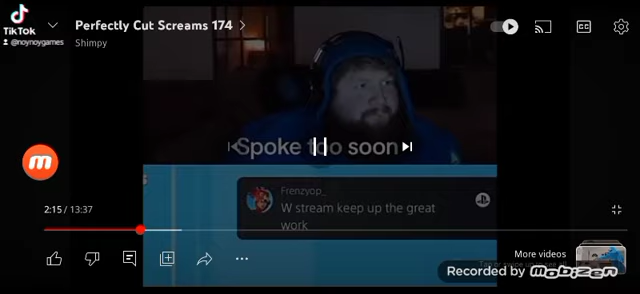 TikTok
@noynoygames
Perfectly Cut Screams 174
Shimpy
CC
Spoke too soon
m
Frenzyop_
W stream keep up the great
work
2:15 / 13:37
More videos
Recorded by Mobizen